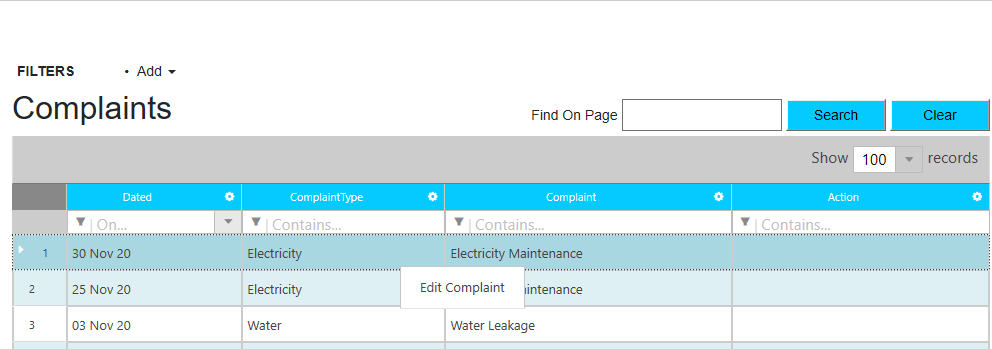 FILTERS • Add
Complaints
Find On Page Search Clear
Show 100 records
Dated ComplaintType Complaint Action
On... Contains... Contains... Contains...
1 30 Nov 20 Electricity Electricity Maintenance
2 25 Nov 20 Electricity intenance
Edit Complaint
3 03 Nov 20 Water Water Leakage